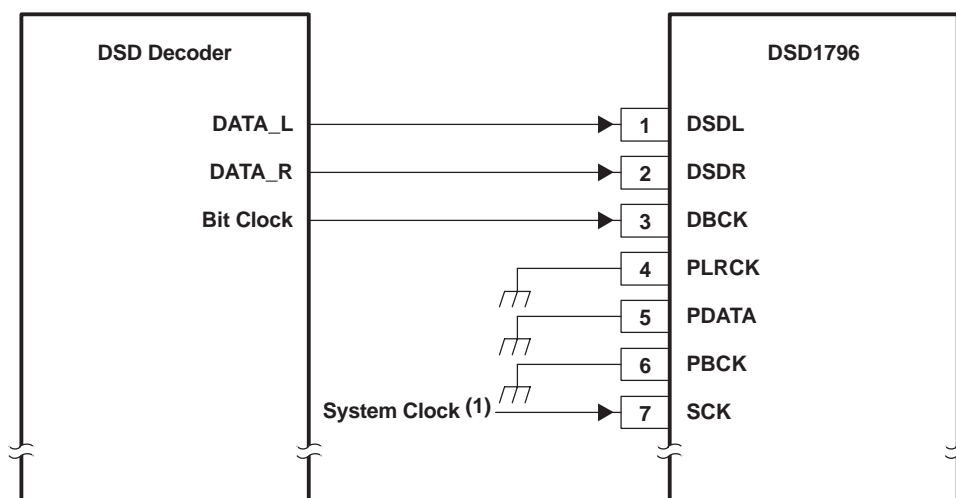 DSD Decoder
DSD1796
DATA_L
1
DSDL
DATA_R
2
DSDR
Bit Clock
3
DBCK
4
PLRCK
5
PDATA
6
PBCK
System Clock (1)
7
SCK